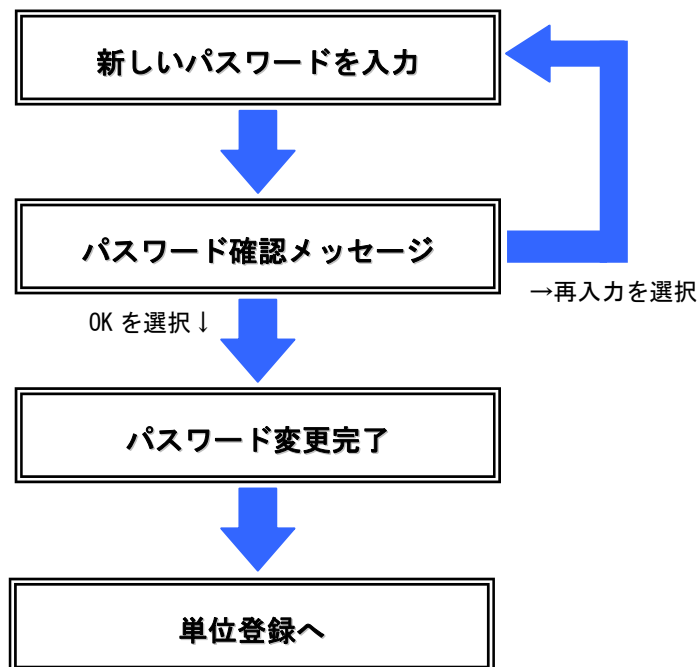 新しいパスワードを入力
パスワード確認メッセージ
→再入力を選択
OK を選択↓
パスワード変更完了
単位登録へ